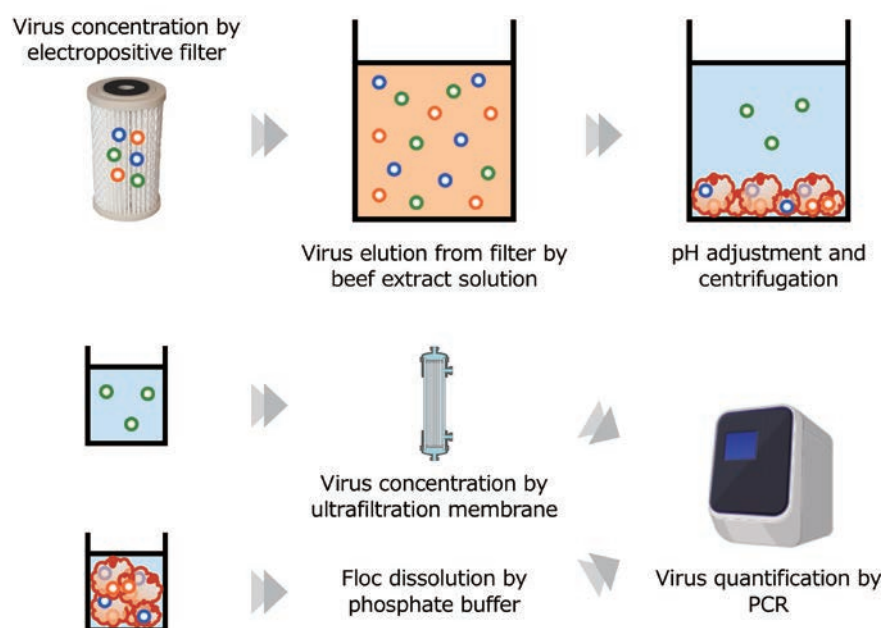 Virus concentration by
electropositive filter
Virus elution from filter by
beef extract solution
pH adjustment and
centrifugation
Virus concentration by
ultrafiltration membrane
Floc dissolution by
phosphate buffer
Virus quantification by
PCR